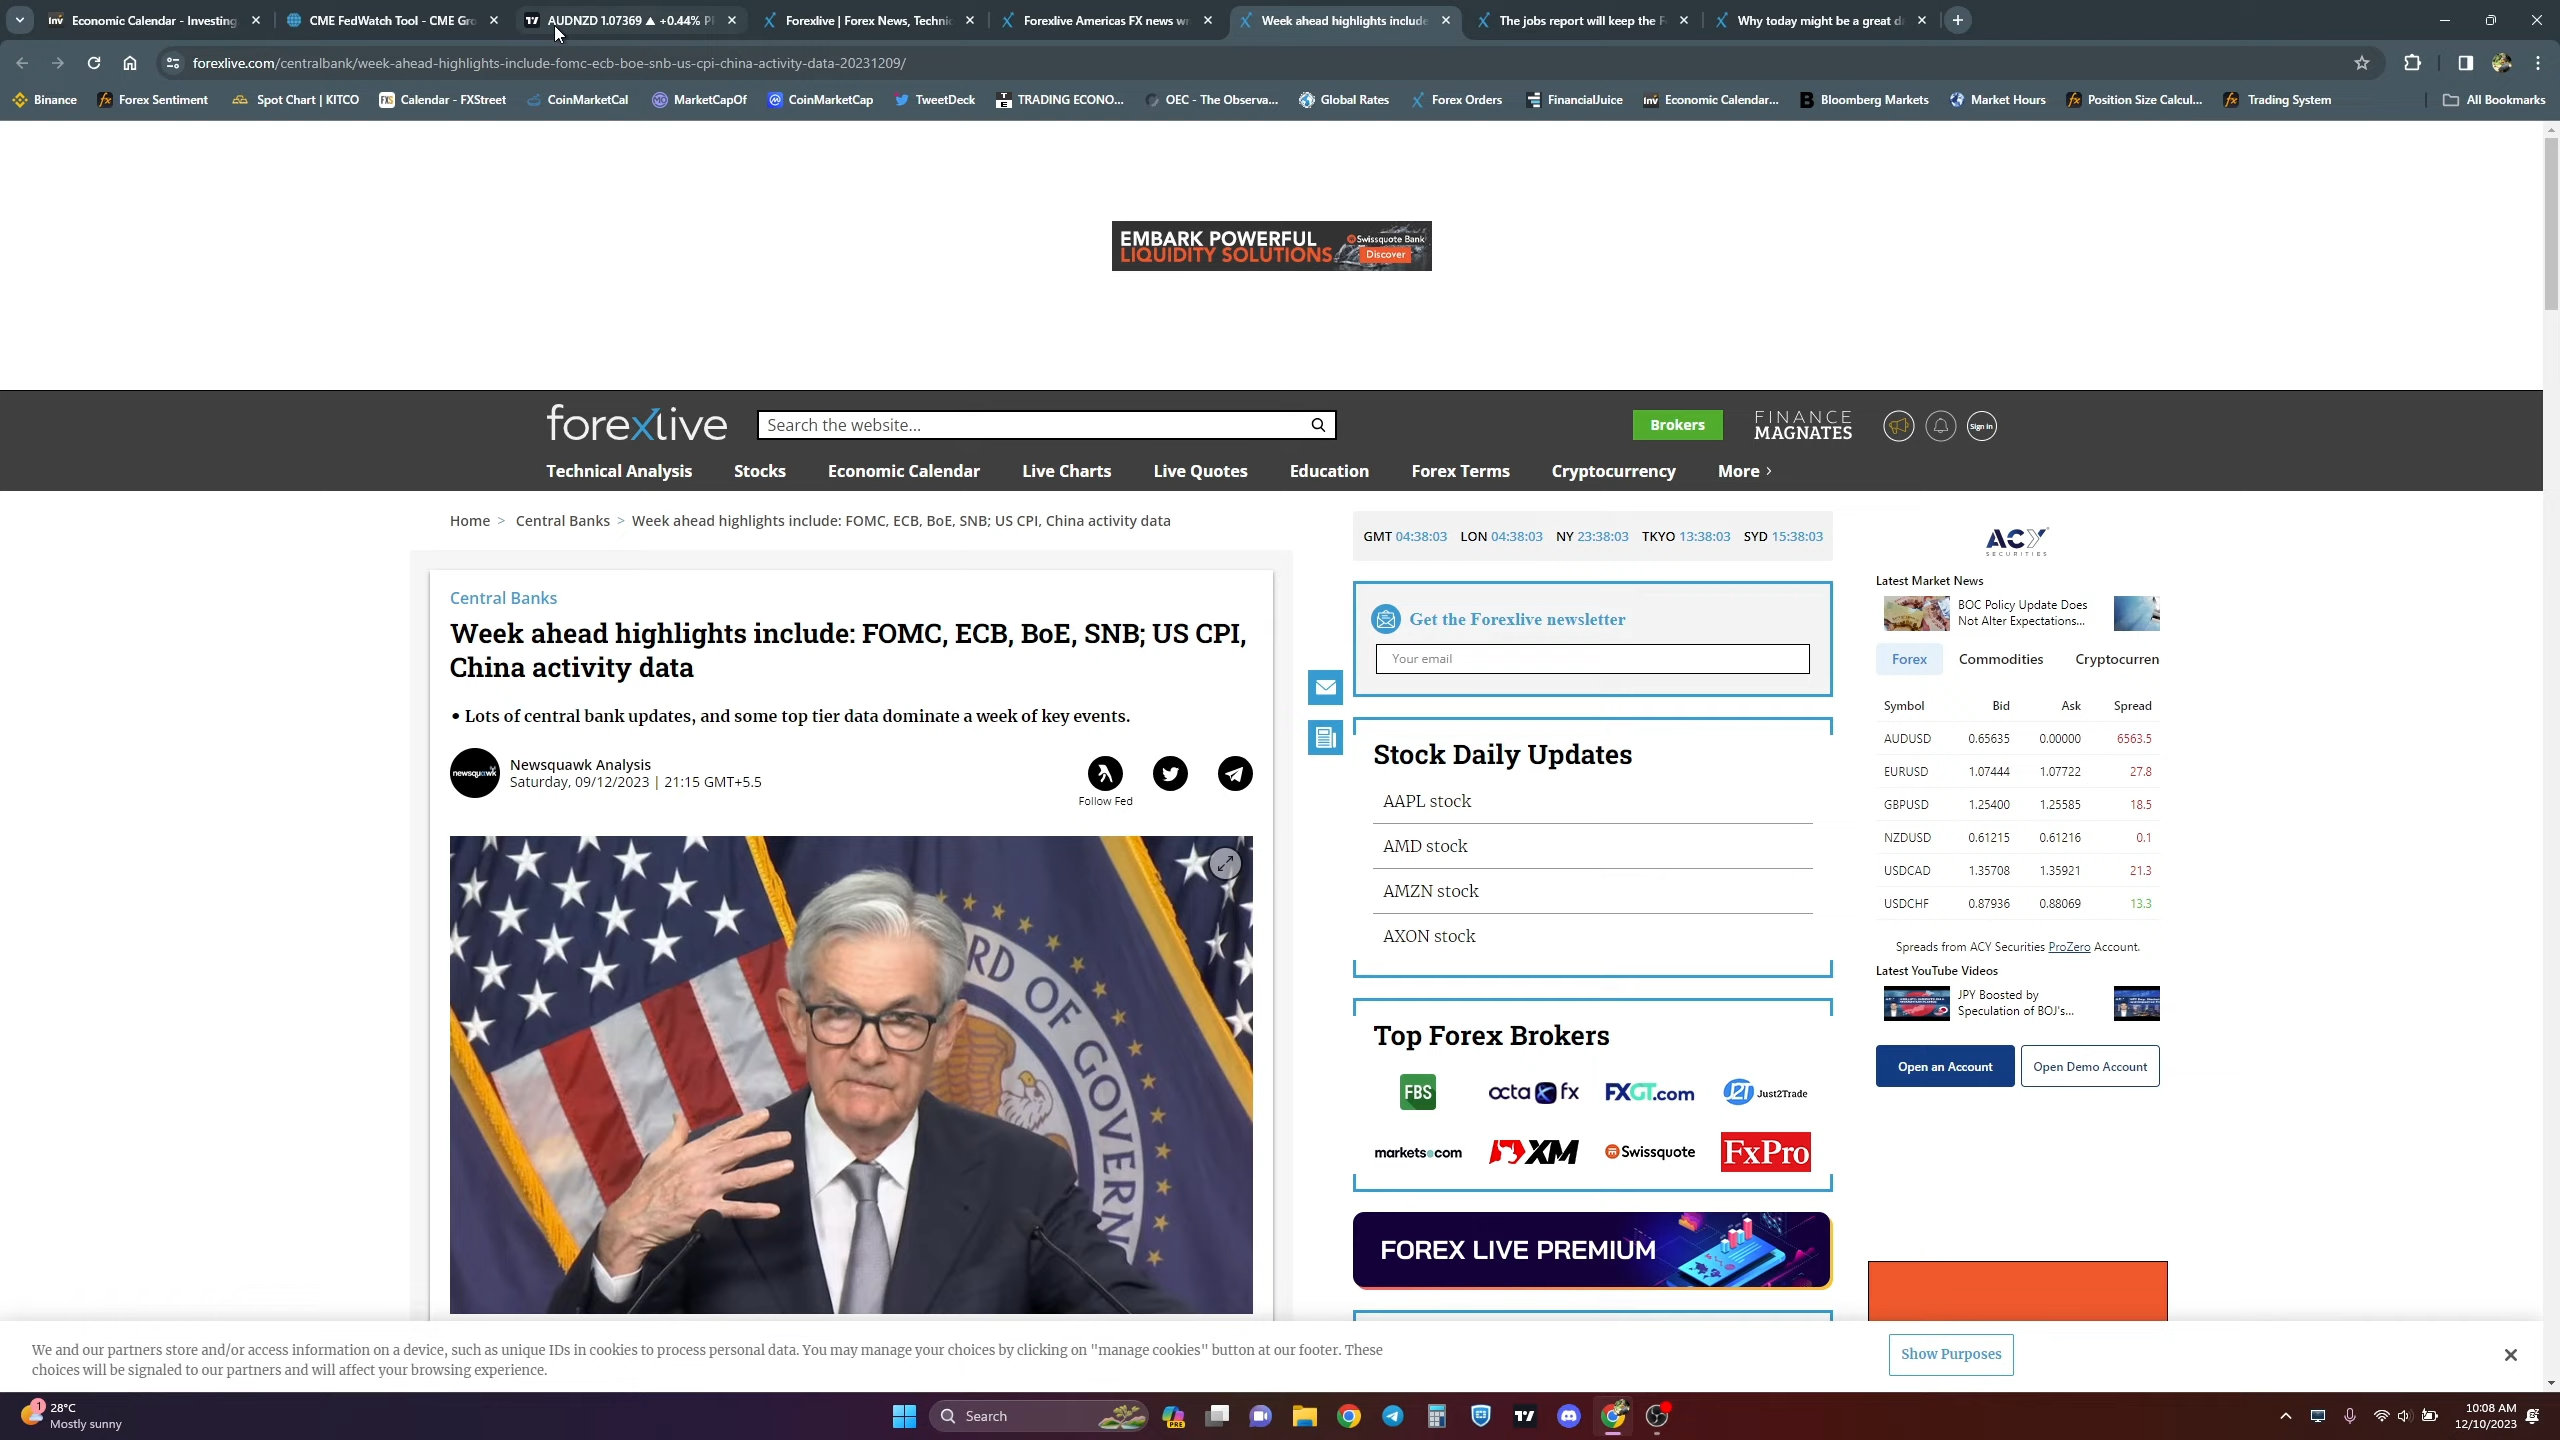 Economic Calendar - Investing
CME FedWatch Tool - CME Gro
AUDNZD 1.07369 ▲ +0.44%
Forexlive | Forex News, Technic
Forexlive Americas FX news w
Week ahead highlights include
The jobs report will keep the F
Why today might be a great d
forexlive.com/centralbank/week-ahead-highlights-include-fomc-ecb-boe-snb-us-cpi-china-activity-data-20231209/
Binance
Forex Sentiment
Spot Chart | KITCO
Calendar - FXStreet
CoinMarketCal
MarketCapOf
CoinMarketCap
TweetDeck
TRADING ECONO...
OEC - The Observa...
Global Rates
Forex Orders
FinancialJuice
Economic Calendar...
Bloomberg Markets
Market Hours
Position Size Calcul...
Trading System
All Bookmarks
EMBARK POWERFUL
LIQUIDITY SOLUTIONS
Swissquote Bank
Discover
forexlive
Search the website...
Brokers
FINANCE
MAGNATES
Sign in
Technical Analysis Stocks Economic Calendar Live Charts Live Quotes Education Forex Terms Cryptocurrency More ›
Home > Central Banks > Week ahead highlights include: FOMC, ECB, BoE, SNB; US CPI, China activity data
Central Banks
Week ahead highlights include: FOMC, ECB, BoE, SNB; US CPI,
China activity data
• Lots of central bank updates, and some top tier data dominate a week of key events.
newsquawk
Newsquawk Analysis
Saturday, 09/12/2023 | 21:15 GMT+5.5
Follow Fed
RD OF GOVERN
GMT 04:38:03 LON 04:38:03 NY 23:38:03 TKYO 13:38:03 SYD 15:38:03
Get the Forexlive newsletter
Your email
Stock Daily Updates
AAPL stock
AMD stock
AMZN stock
AXON stock
Top Forex Brokers
FBS
octa fx
FXGT.com
J2T Just2Trade
markets.com
XM
Swissquote
FxPro
FOREX LIVE PREMIUM
ACY
SECURITIES
Latest Market News
BOC Policy Update Does
Not Alter Expectations...
Forex Commodities Cryptocurren
Symbol Bid Ask Spread
AUDUSD 0.65635 0.00000 6563.5
EURUSD 1.07444 1.07722 27.8
GBPUSD 1.25400 1.25585 18.5
NZDUSD 0.61215 0.61216 0.1
USDCAD 1.35708 1.35921 21.3
USDCHF 0.87936 0.88069 13.3
Spreads from ACY Securities ProZero Account.
Latest YouTube Videos
JPY Boosted by
Speculation of BOJ's...
Open an Account
Open Demo Account
We and our partners store and/or access information on a device, such as unique IDs in cookies to process personal data. You may manage your choices by clicking on "manage cookies" button at our footer. These
choices will be signaled to our partners and will affect your browsing experience.
Show Purposes
1
28°C
Mostly sunny
Search
PRE
10:08 AM
12/10/2023